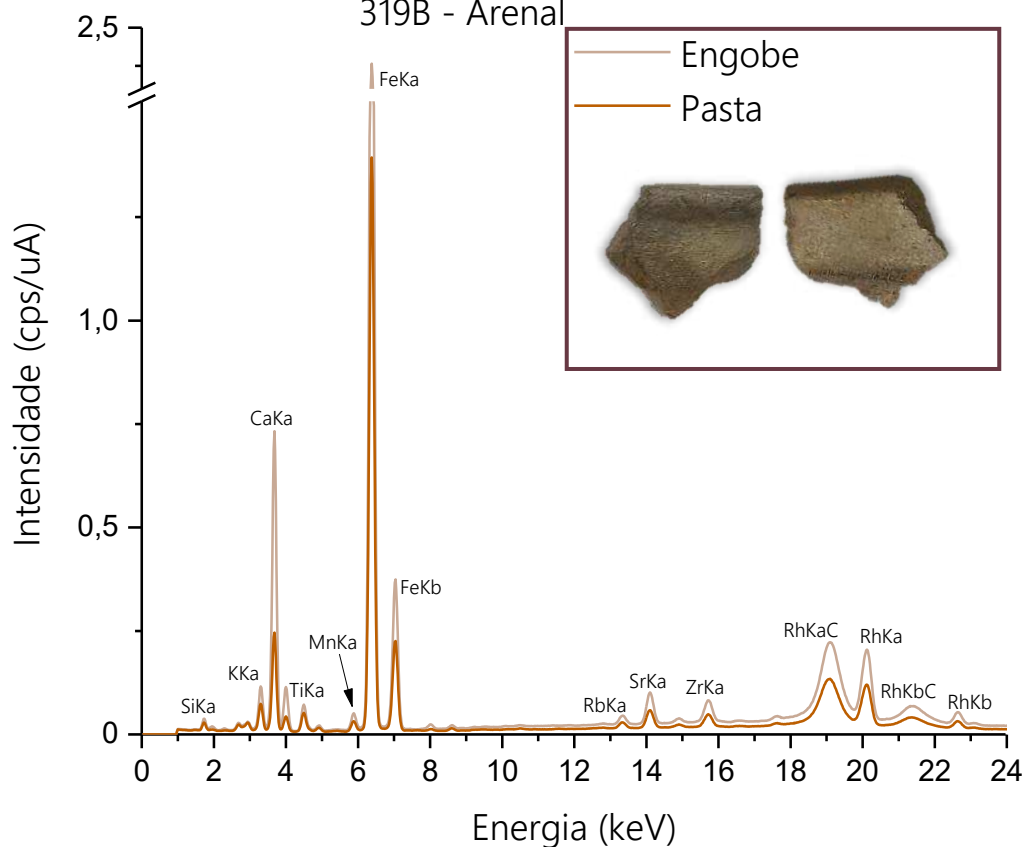 319B - Arenal
2,5
Engobe
Pasta
FeKa
Intensidade (cps/uA)
1,0
CaKa
0,5
FeKb
MnKa
KKa
TiKa
SiKa
RhKaC
RhKa
RhKbC
RhKb
SrKa
ZrKa
RbKa
0
0 2 4 6 8 10 12 14 16 18 20 22 24
Energia (keV)